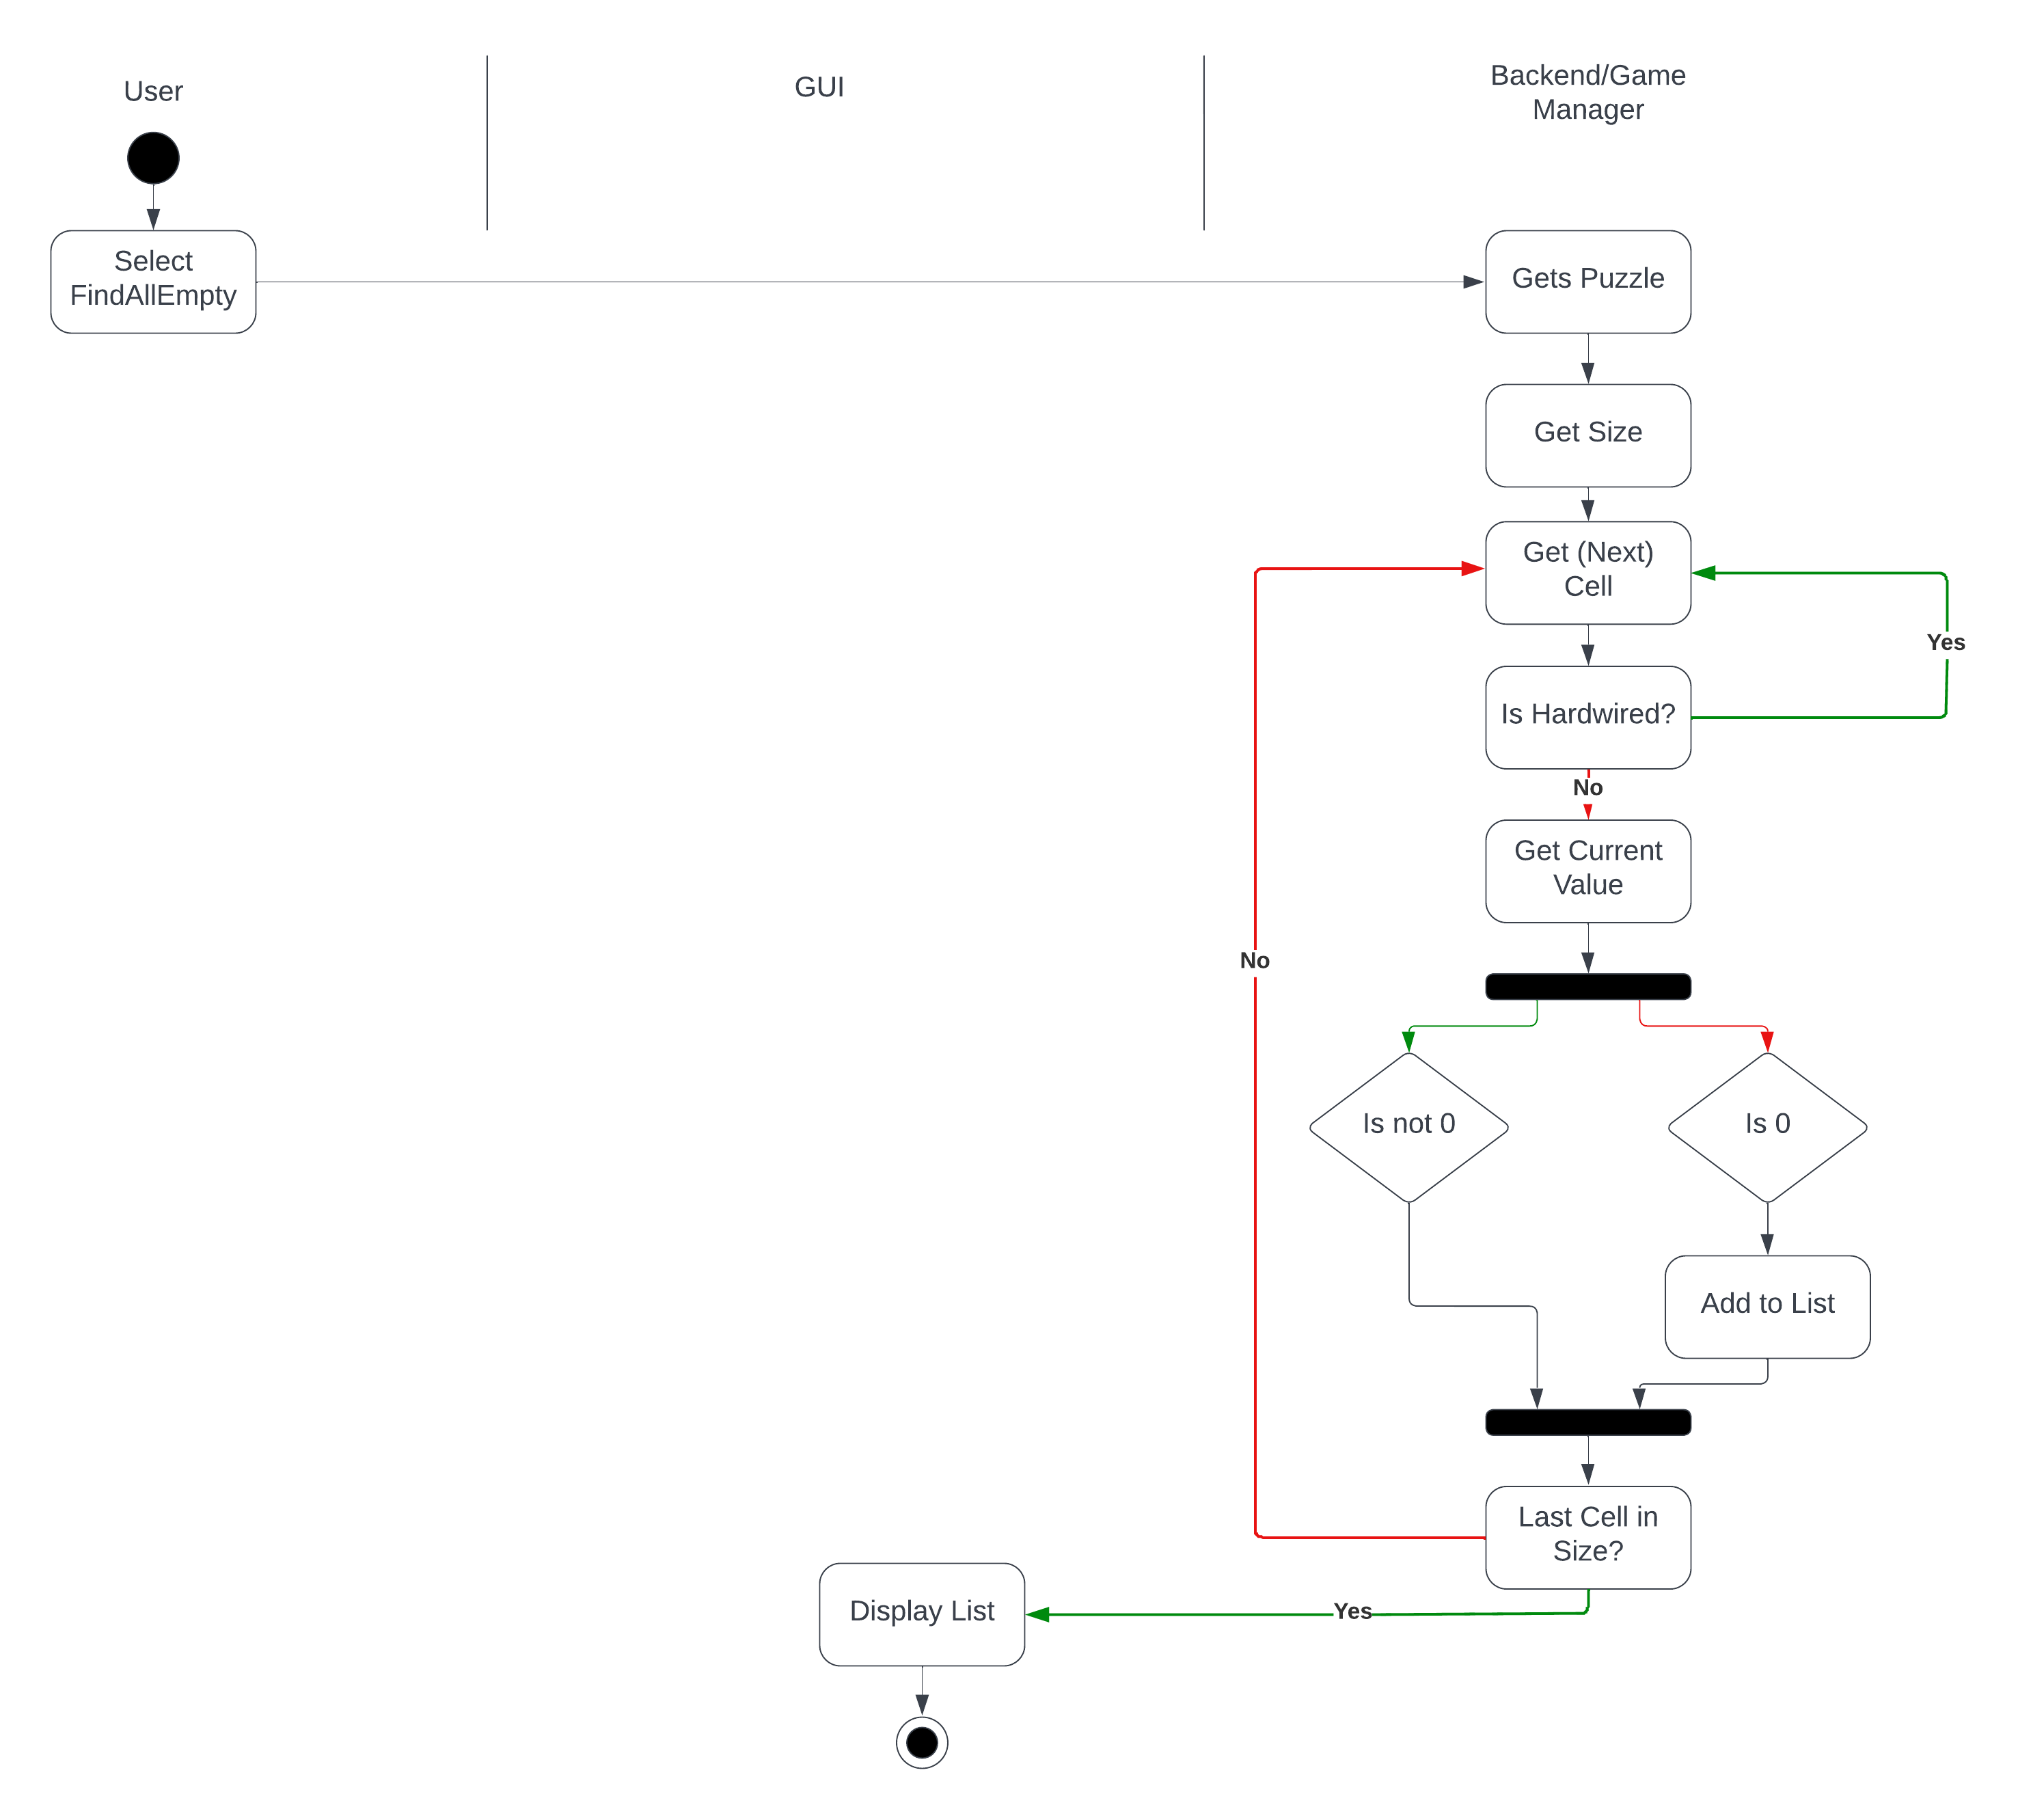 User
GUI
Backend/Game
Manager
Select
FindAllEmpty
Gets Puzzle
Get Size
Get (Next)
Cell
Yes
Is Hardwired?
No
Get Current
Value
No
Is not 0
Is 0
Add to List
Last Cell in
Size?
Display List
Yes